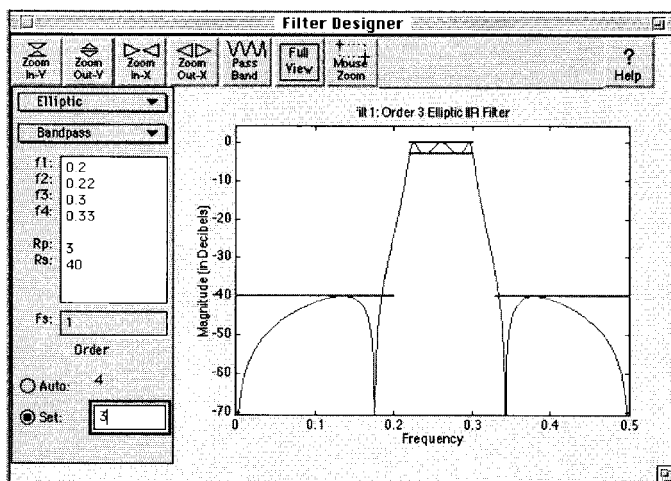 Filter Designer
Zoom In-Y
Zoom Out-Y
Zoom In-X
Zoom Out-X
Pass Band
Full View
Mouse Zoom
?
Help
Elliptic
Bandpass
f1: 0.2
f2: 0.22
f3: 0.3
f4: 0.33
Rp: 3
Rs: 40
Fs: 1
Order
Auto: 4
Set: 3
filt1: Order 3 Elliptic IIR Filter
Magnitude (in Decibels)
0
-10
-20
-30
-40
-50
-60
-70
0 0.1 0.2 0.3 0.4 0.5
Frequency